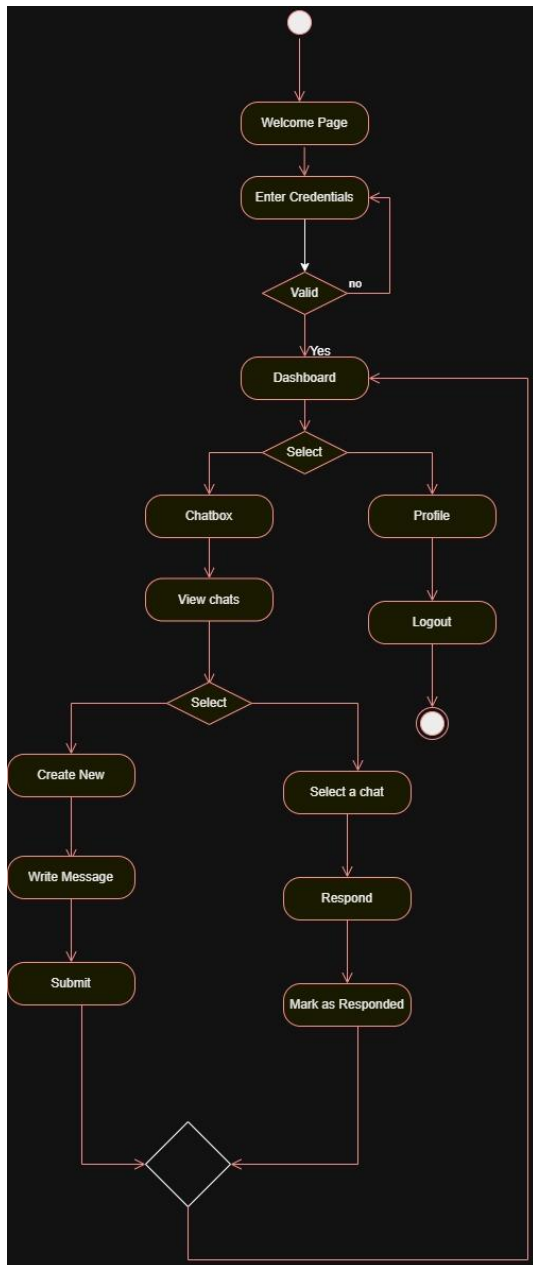 Welcome Page
Enter Credentials
Valid
no
Yes
Dashboard
Select
Chatbox
Profile
View chats
Logout
Select
Create New
Select a chat
Write Message
Respond
Submit
Mark as Responded